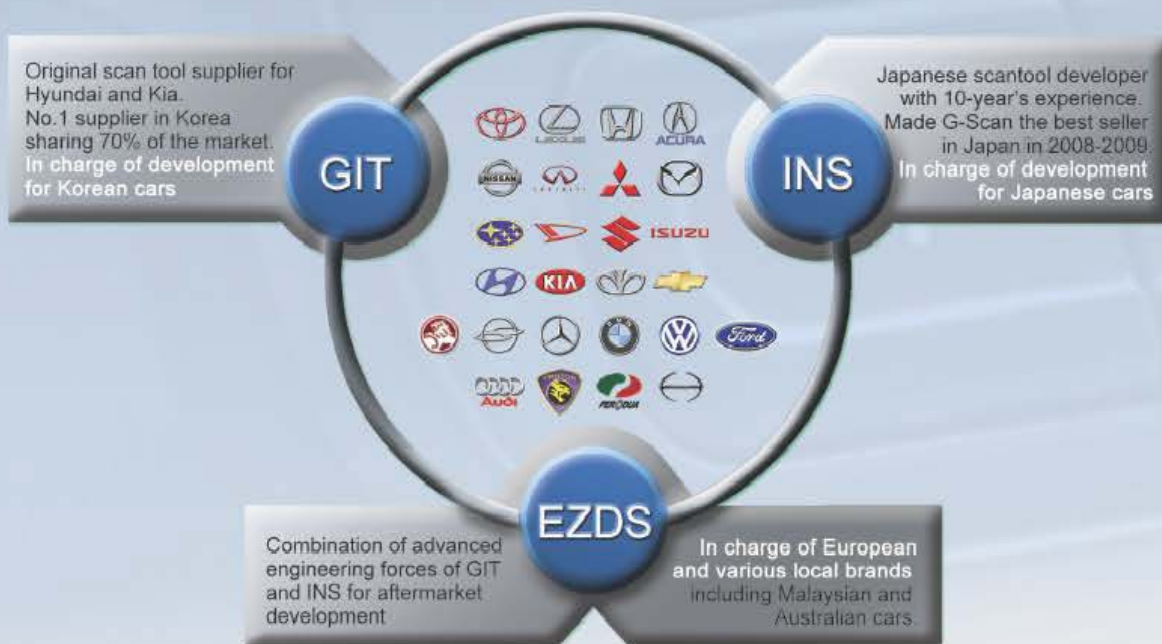 Original scan tool supplier for
Hyundai and Kia.
No.1 supplier in Korea
sharing 70% of the market.
In charge of development
for Korean cars
GIT
Japanese scantool developer
with 10-year's experience.
Made G-Scan the best seller
in Japan in 2008-2009.
In charge of development
for Japanese cars
INS
LEXUS
ACURA
NISSAN
INFINITI
ISUZU
KIA
BMW
Ford
Audi
PROTON
PERODUA
EZDS
Combination of advanced
engineering forces of GIT
and INS for aftermarket
development
In charge of European
and various local brands
including Malaysian and
Australian cars.